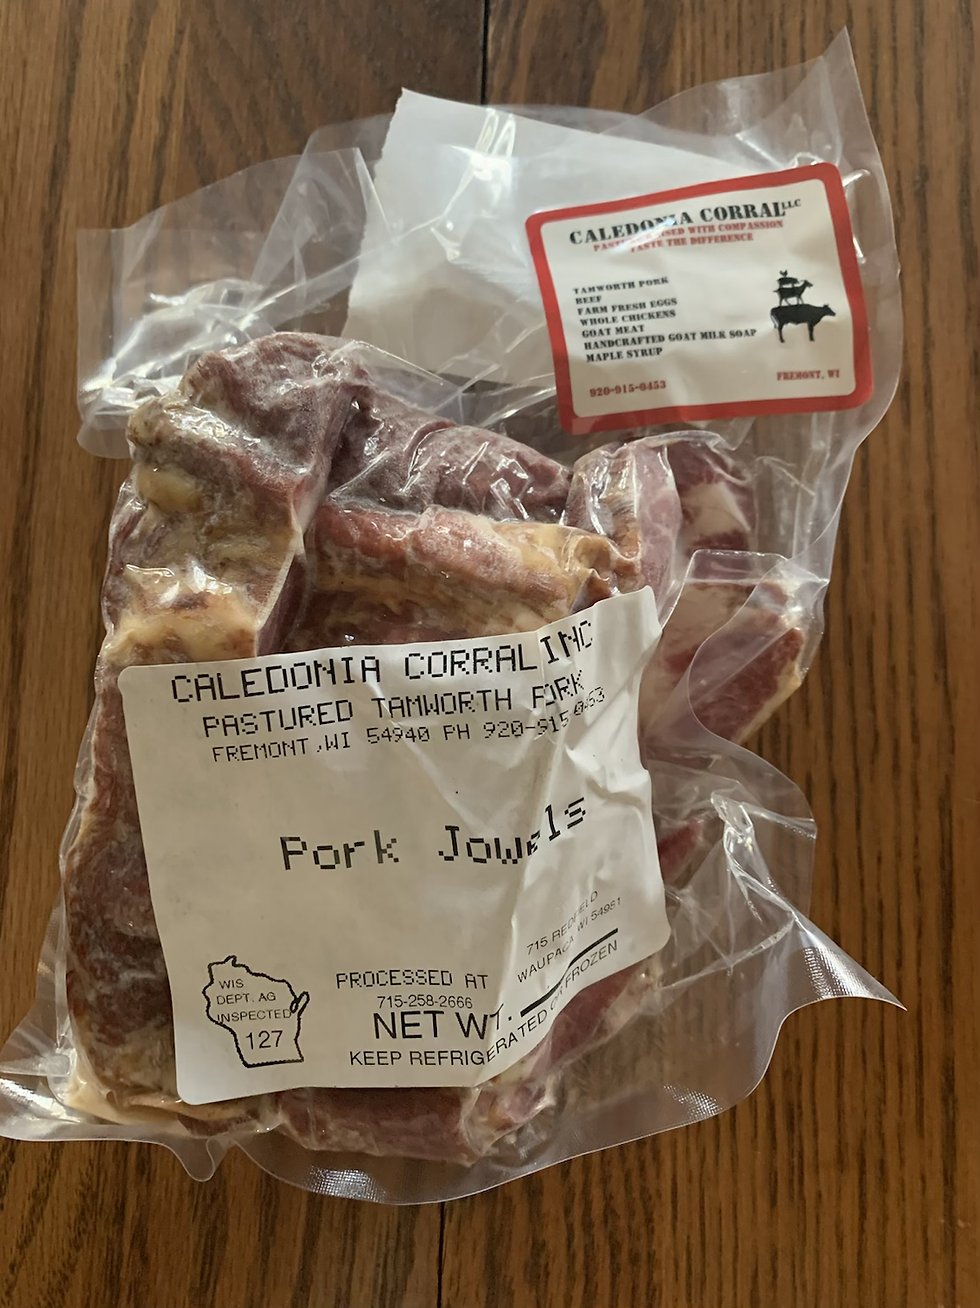 CALEDONIA CORRAL LLC
RAISED WITH COMPASSION
TASTE THE DIFFERENCE
TAMWORTH PORK
BEEF
FARM FRESH EGGS
WHOLE CHICKENS
GOAT MEAT
HANDCRAFTED GOAT MILK SOAP
MAPLE SYRUP
920-915-0453
FREMONT, WI
CALEDONIA CORRAL INC
PASTURED TAMWORTH PORK
FREMONT,WI 54940 PH 920-915-0453
Pork Jowels
715 REDFIELD
WAUPACA WI 54981
PROCESSED AT
715-258-2666
WIS
DEPT. AG
INSPECTED
127
NET WT.
KEEP REFRIGERATED OR FROZEN